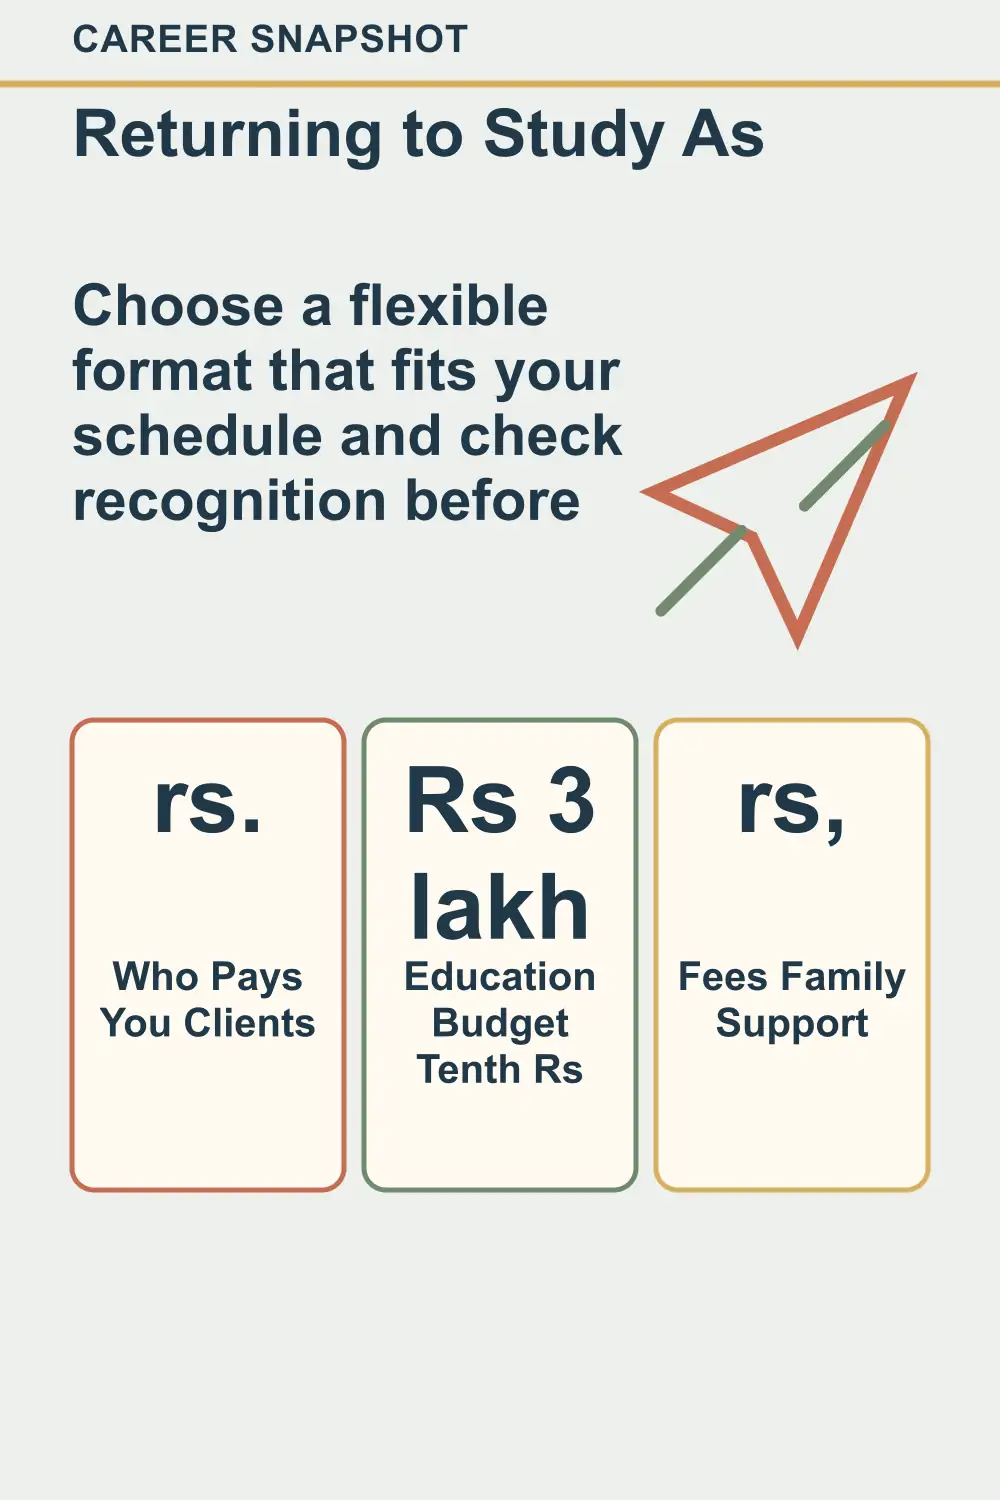 CAREER SNAPSHOT
Returning to Study As
Choose a flexible
format that fits your
schedule and check
recognition before
rs.
Who Pays
You Clients
Rs 3
lakh
Education
Budget
Tenth Rs
rs,
Fees Family
Support